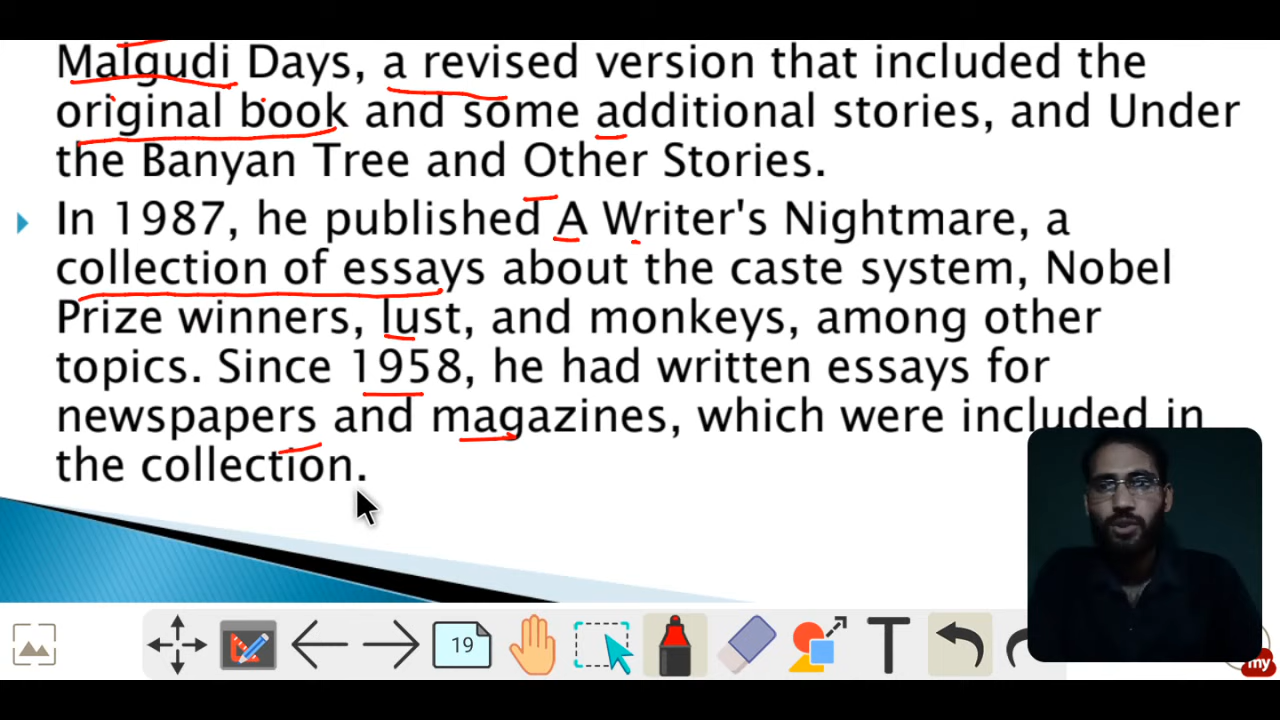 Malgudi Days, a revised version that included the
original book and some additional stories, and Under
the Banyan Tree and Other Stories.
In 1987, he published A Writer's Nightmare, a
collection of essays about the caste system, Nobel
Prize winners, lust, and monkeys, among other
topics. Since 1958, he had written essays for
newspapers and magazines, which were included in
the collection.
19
T
my